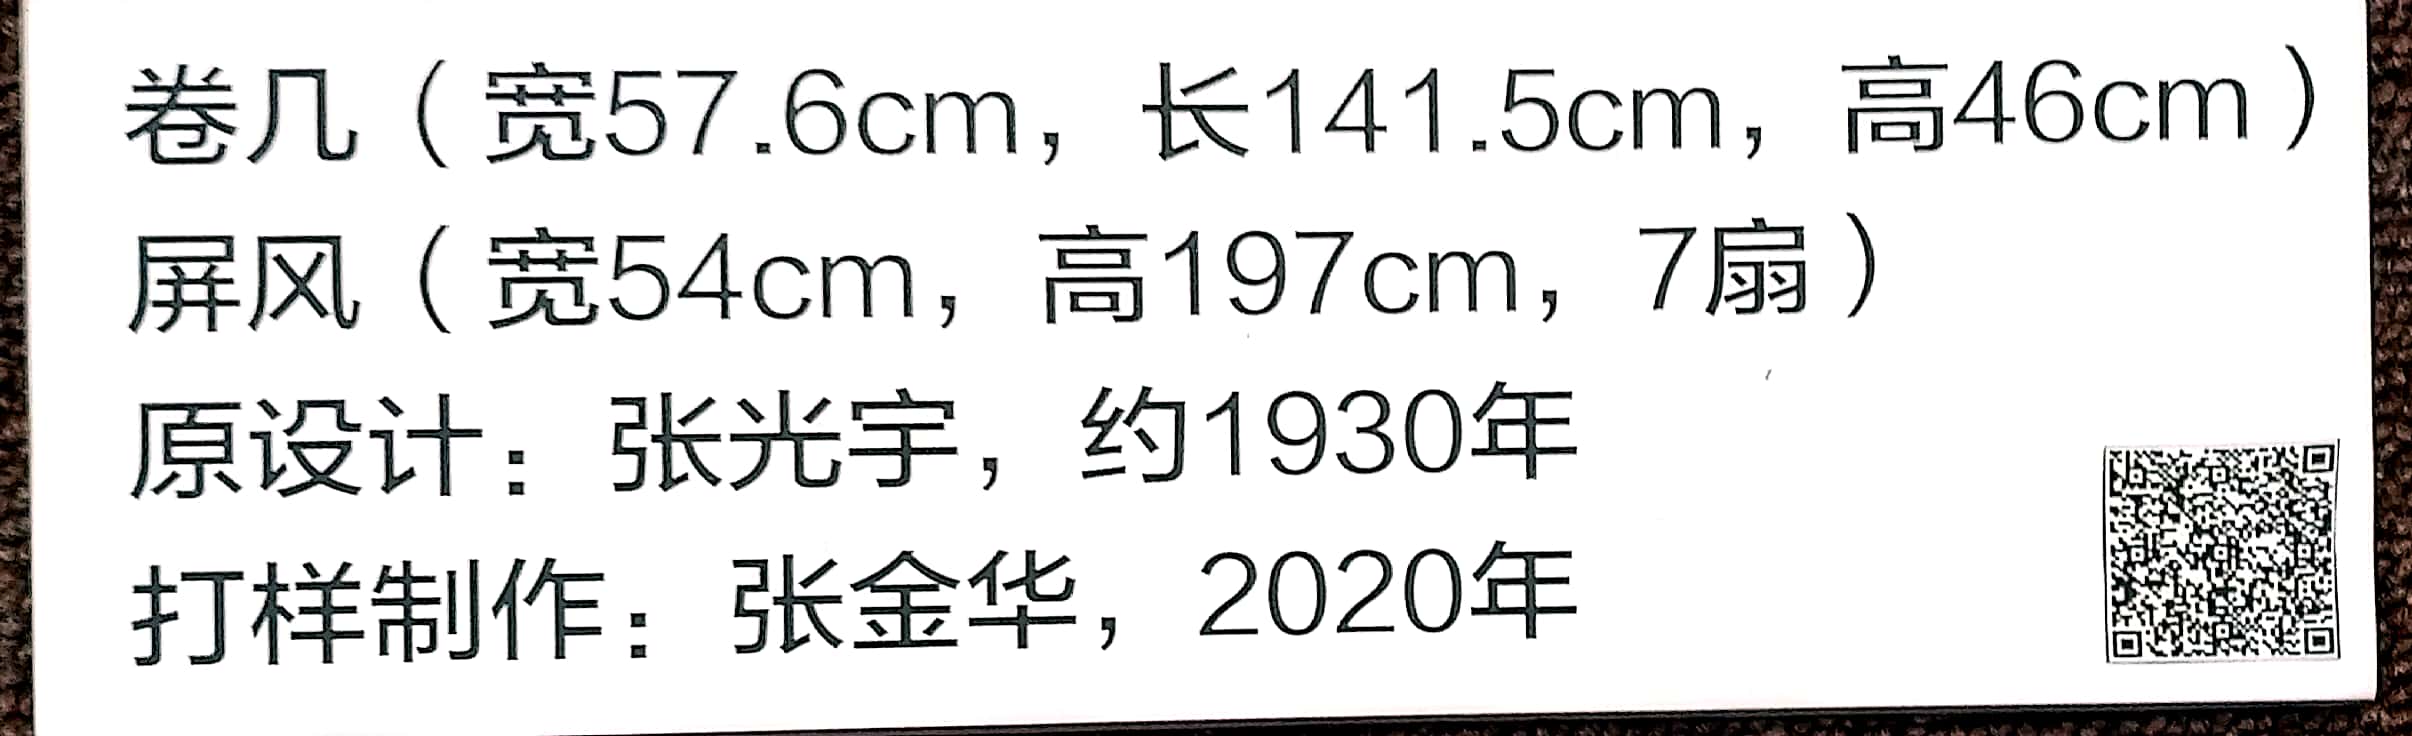 卷几（宽57.6cm，长141.5cm，高46cm）
屏风（宽54cm，高197cm，7扇）
原设计：张光宇，约1930年
打样制作：张金华，2020年